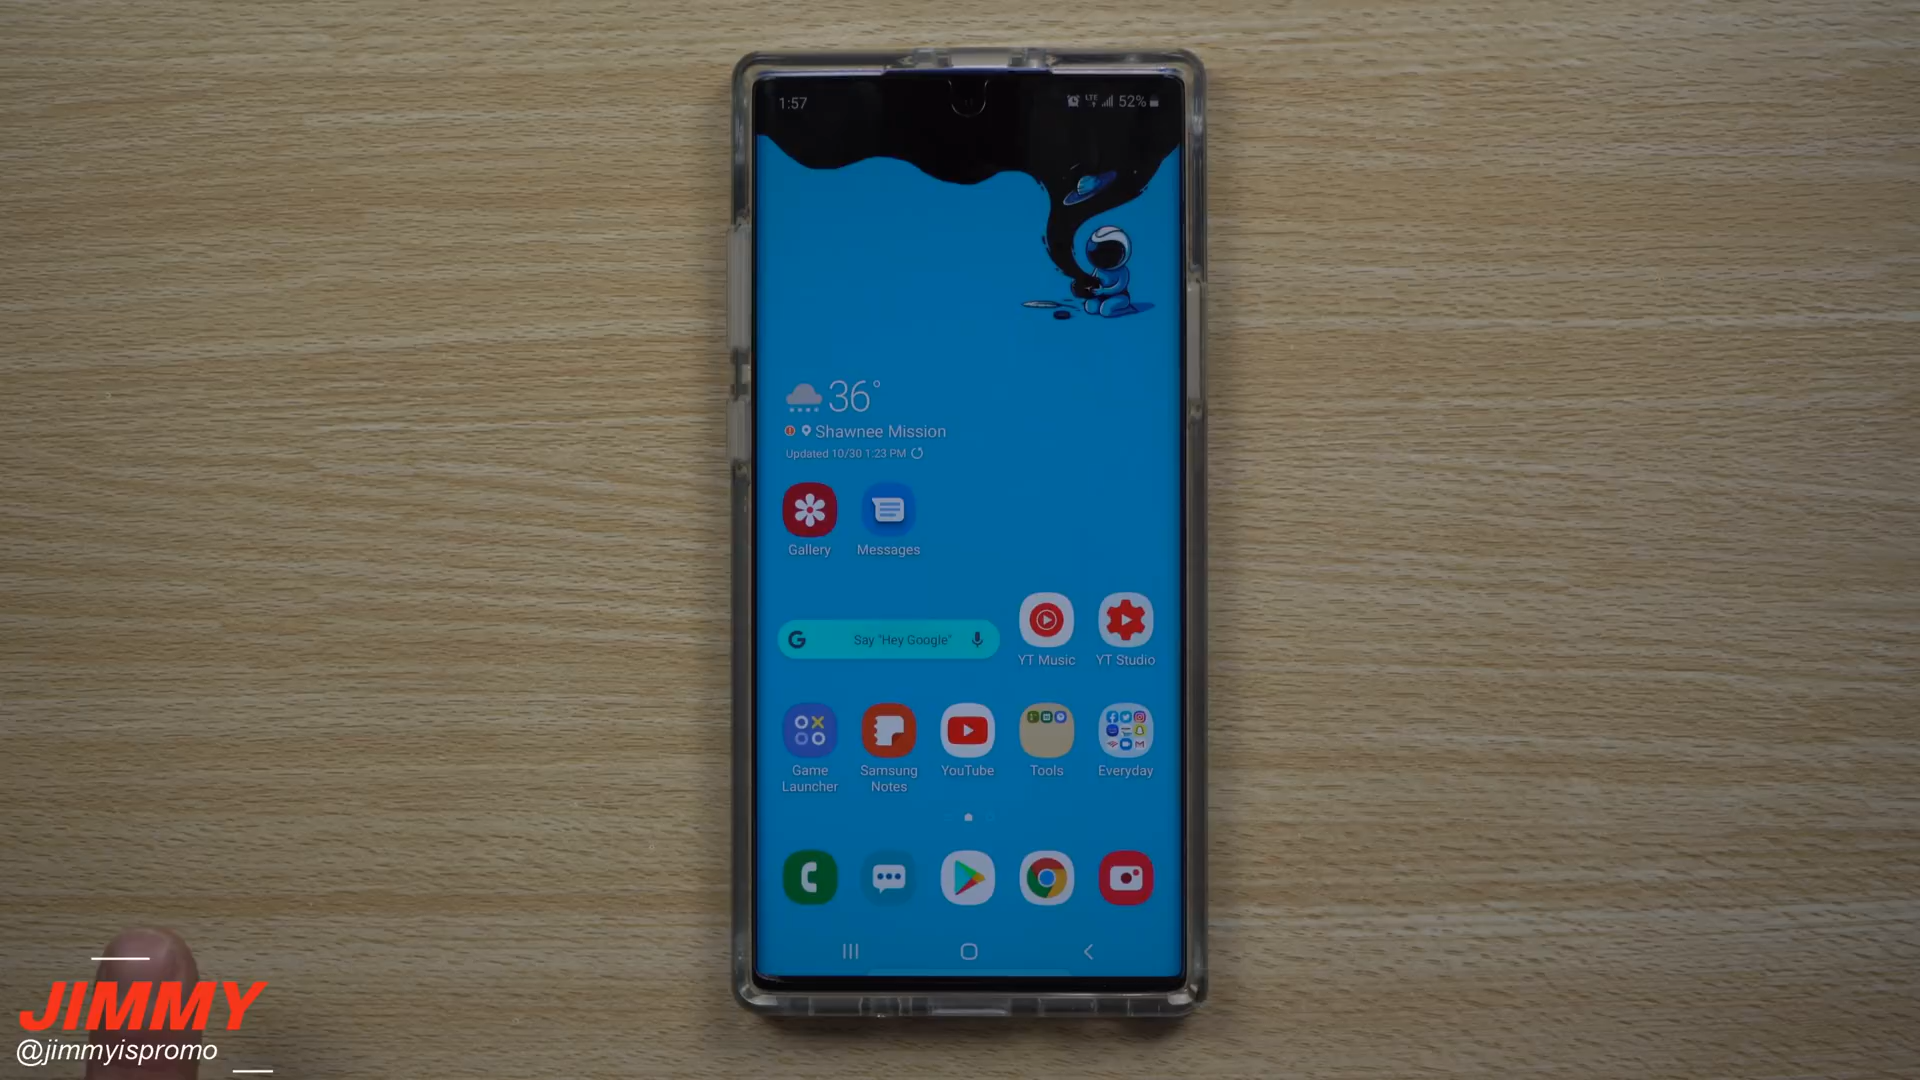 1:57
LTE 52%
36°
Shawnee Mission
Updated 10/30 1:23 PM
Gallery
Messages
G Say "Hey Google"
YT Music
YT Studio
Game
Launcher
Samsung
Notes
YouTube
Tools
Everyday
JIMMY
@jimmyispromo